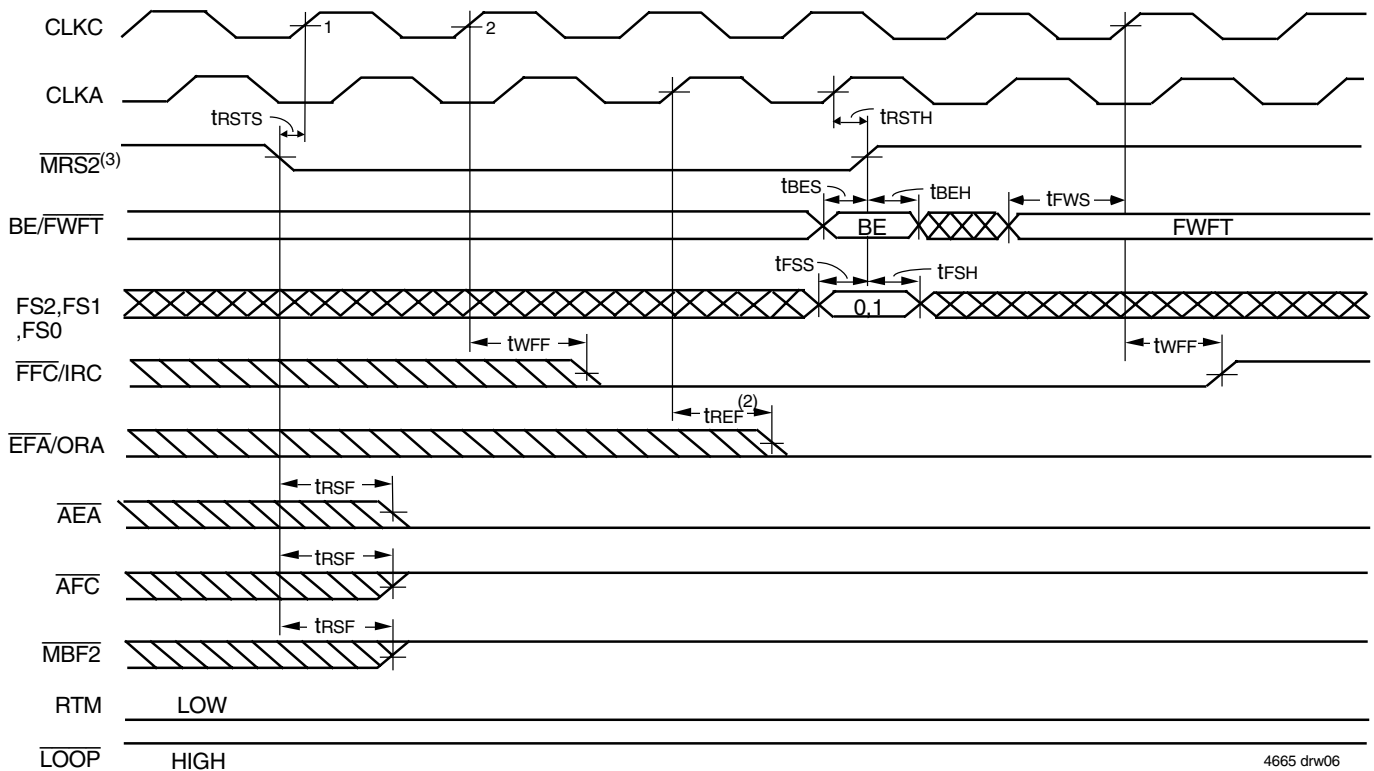 CLKC
1
2
CLKA
tRSTS
tRSTH
MRS2(3)
tBES
tBEH
tFWS
BE/FWFT
BE
FWFT
tFSS
tFSH
FS2,FS1
,FS0
0,1
tWFF
tWFF
FFC/IRC
tREF(2)
EFA/ORA
tRSF
AEA
tRSF
AFC
tRSF
MBF2
RTM
LOW
LOOP
HIGH
4665 drw06